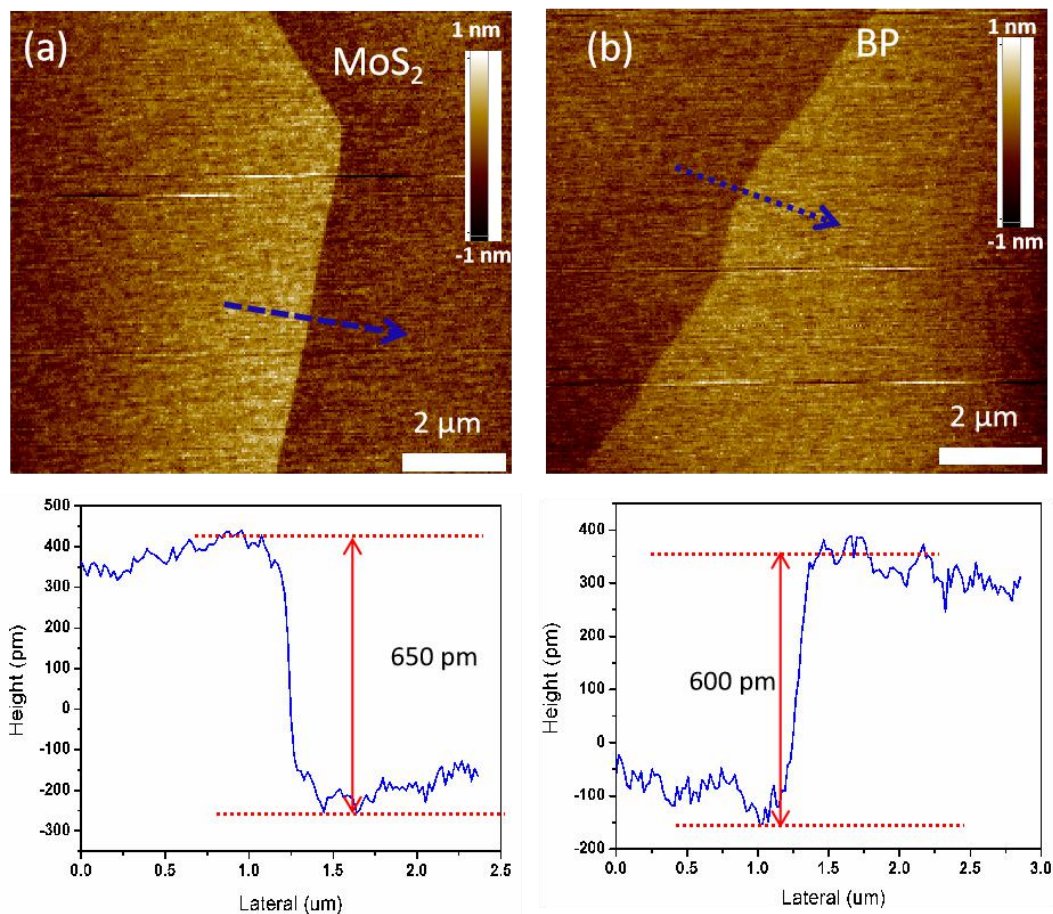 (a)
MoS₂
1 nm
-1 nm
2 μm
(b)
BP
1 nm
-1 nm
2 μm
500
400
300
200
100
0
-100
-200
-300
Height (pm)
650 pm
0.0 0.5 1.0 1.5 2.0 2.5
Lateral (um)
400
300
200
100
0
-100
-200
Height (pm)
600 pm
0.0 0.5 1.0 1.5 2.0 2.5 3.0
Lateral (um)